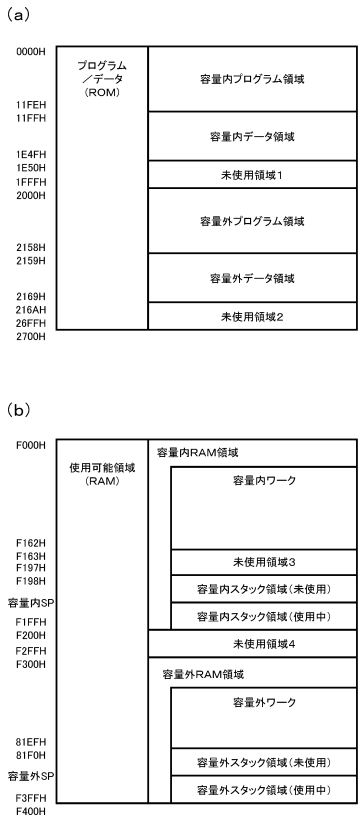 (a)
0000H
プログラム
／データ
(ROM)
容量内プログラム領域
11FEH
11FFH
容量内データ領域
1E4FH
1E50H
未使用領域1
1FFFH
2000H
容量外プログラム領域
2158H
2159H
容量外データ領域
2169H
216AH
未使用領域2
26FFH
2700H
(b)
F000H
使用可能領域
(RAM)
容量内RAM領域
容量内ワーク
F162H
F163H
未使用領域3
F197H
F198H
容量内スタック領域(未使用)
容量内SP
容量内スタック領域(使用中)
F1FFH
F200H
未使用領域4
F2FFH
F300H
容量外RAM領域
容量外ワーク
81EFH
81F0H
容量外スタック領域(未使用)
容量外SP
容量外スタック領域(使用中)
F3FFH
F400H